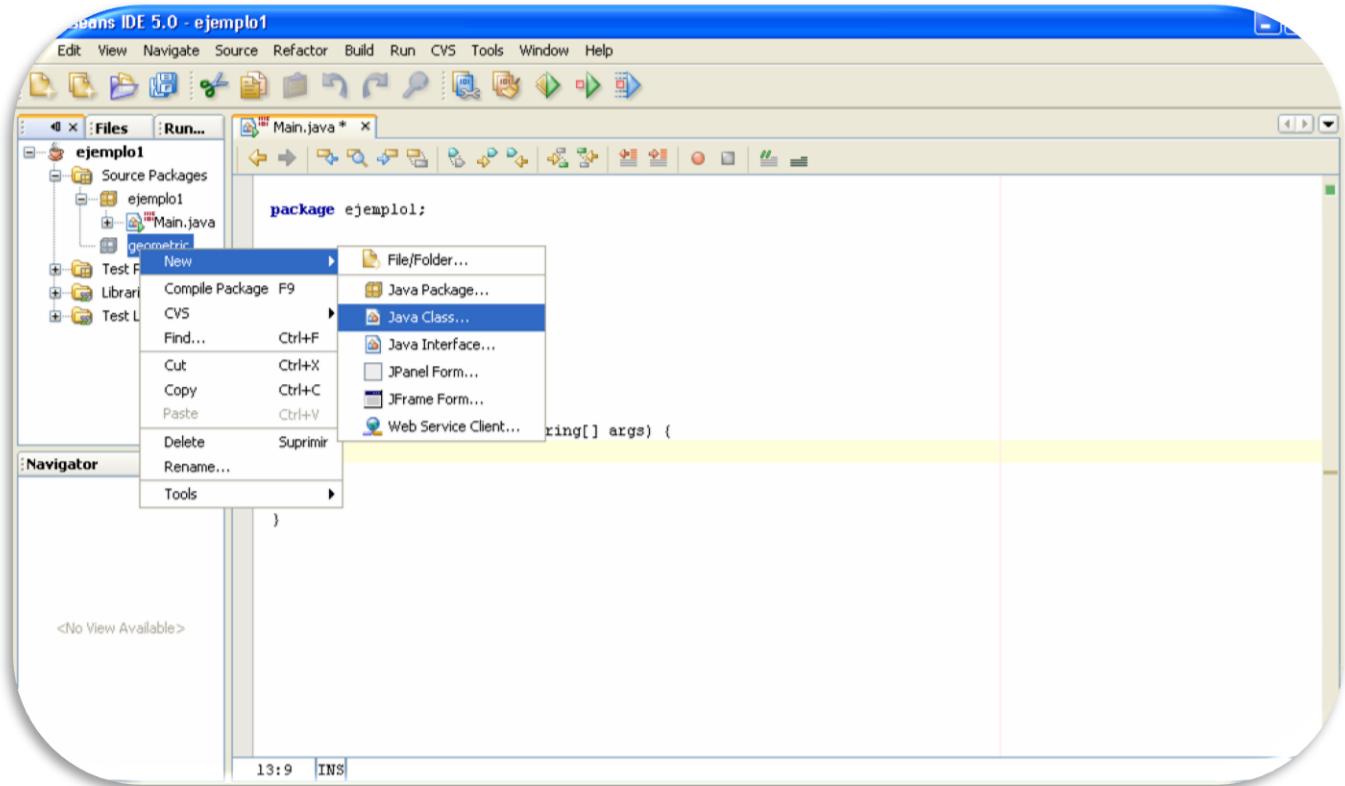 eans IDE 5.0 - ejemplo1
Edit View Navigate Source Refactor Build Run CVS Tools Window Help
Files Run... Main.java *
ejemplo1
Source Packages
ejemplo1
Main.java
geometric
Test P
Librari
Test L
package ejemplo1;
New
Compile Package F9
CVS
Find... Ctrl+F
Cut Ctrl+X
Copy Ctrl+C
Paste Ctrl+V
Delete Suprimir
Rename...
Tools
File/Folder...
Java Package...
Java Class...
Java Interface...
JPanel Form...
JFrame Form...
Web Service Client...
ring[] args) {
}
Navigator
<No View Available>
13:9 INS